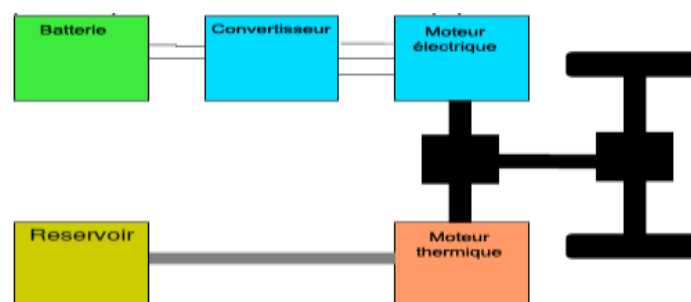 Batterie
Convertisseur
Moteur
électrique
Reservoir
Moteur
thermique